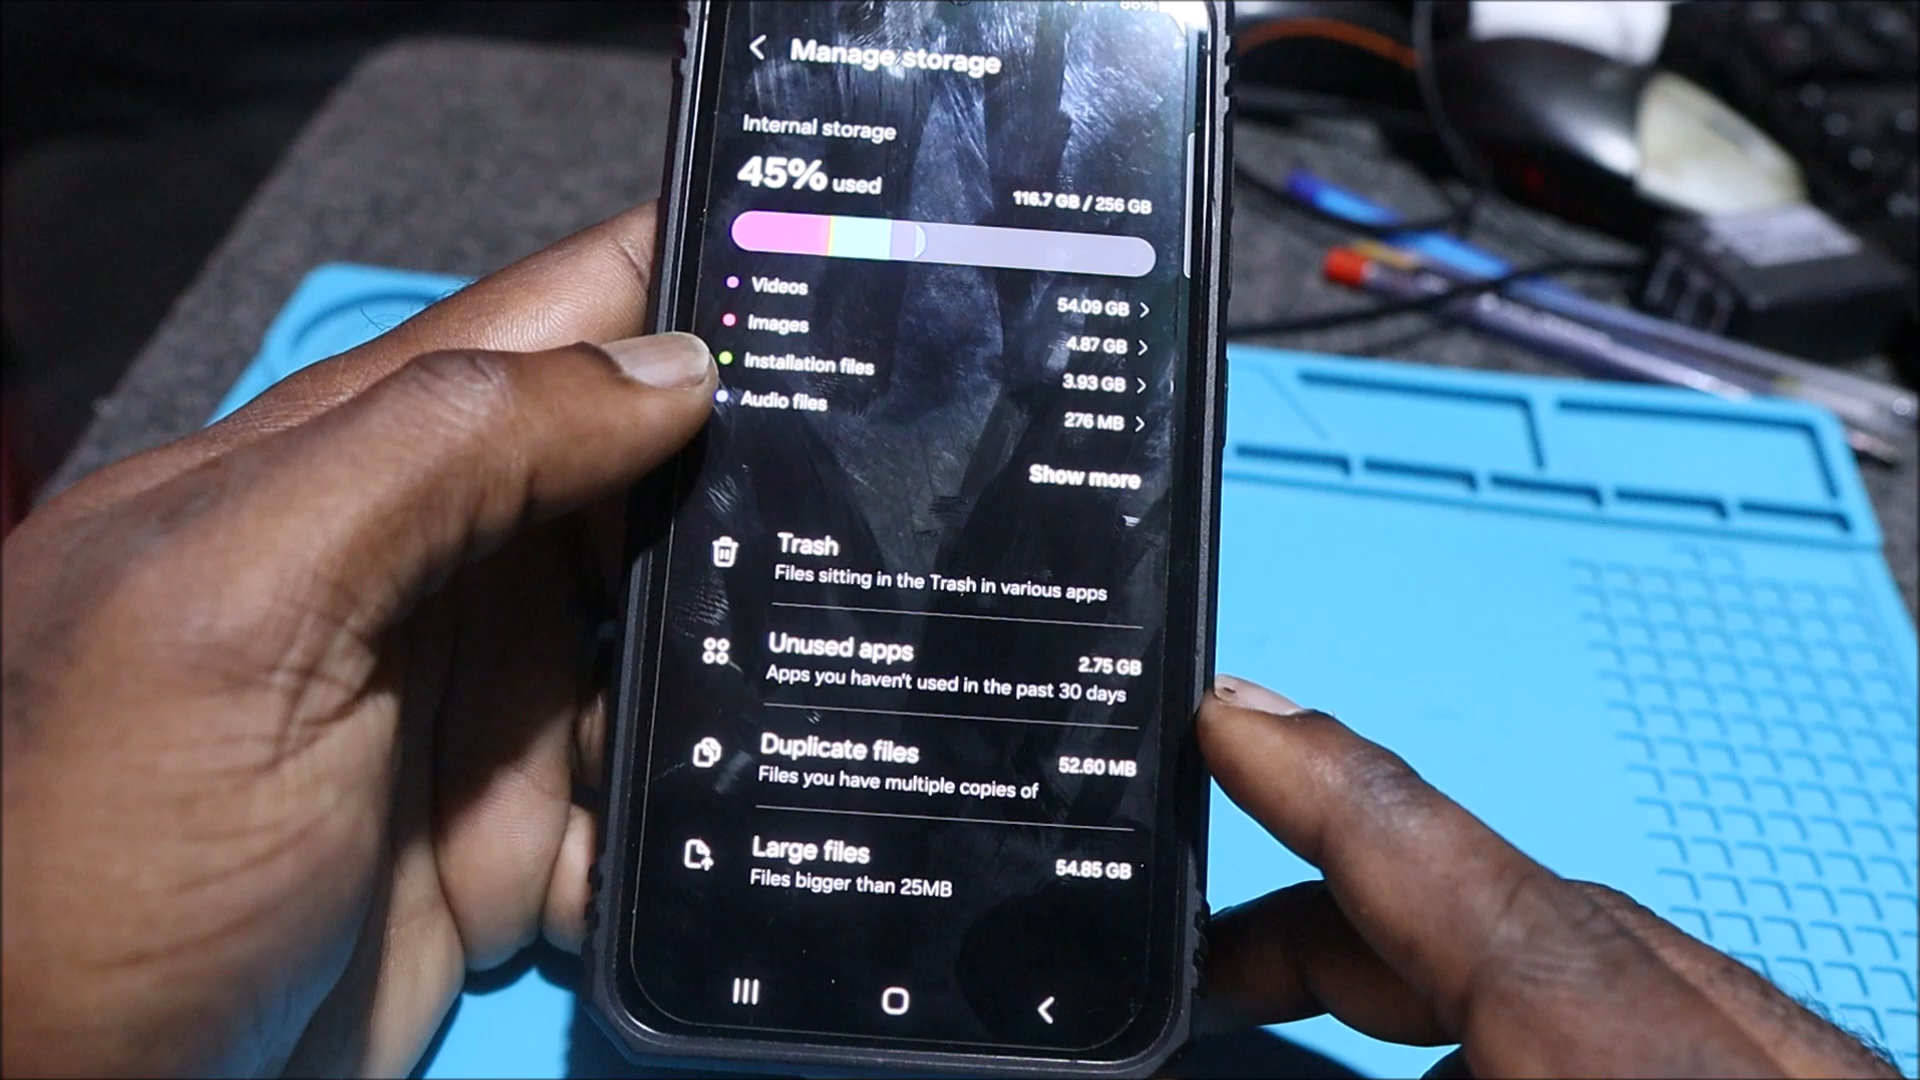 86%
Manage storage
Internal storage
45% used
116.7 GB / 256 GB
Videos 54.09 GB
Images 4.87 GB
Installation files 3.93 GB
Audio files 276 MB
Show more
Trash
Files sitting in the Trash in various apps
Unused apps 2.75 GB
Apps you haven't used in the past 30 days
Duplicate files 52.60 MB
Files you have multiple copies of
Large files 54.85 GB
Files bigger than 25MB